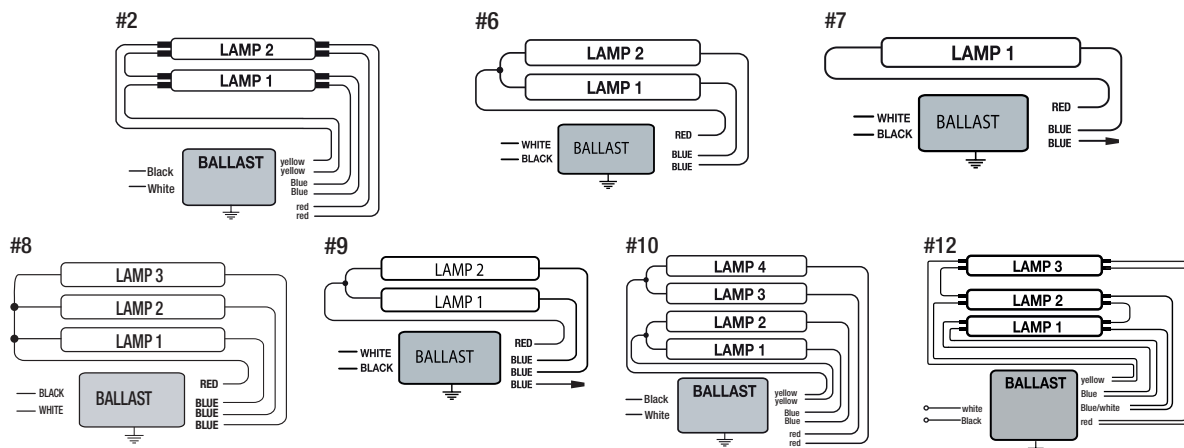 #2
LAMP 2
LAMP 1
BALLAST
Black
White
yellow
yellow
Blue
Blue
red
red
#6
LAMP 2
LAMP 1
WHITE
BLACK
BALLAST
RED
BLUE
BLUE
#7
LAMP 1
WHITE
BLACK
BALLAST
RED
BLUE
BLUE
#8
LAMP 3
LAMP 2
LAMP 1
BLACK
WHITE
BALLAST
RED
BLUE
BLUE
BLUE
#9
LAMP 2
LAMP 1
WHITE
BLACK
BALLAST
RED
BLUE
BLUE
BLUE
#10
LAMP 4
LAMP 3
LAMP 2
LAMP 1
Black
White
BALLAST
yellow
yellow
Blue
Blue
red
red
#12
LAMP 3
LAMP 2
LAMP 1
white
Black
BALLAST
yellow
Blue
Blue/white
red